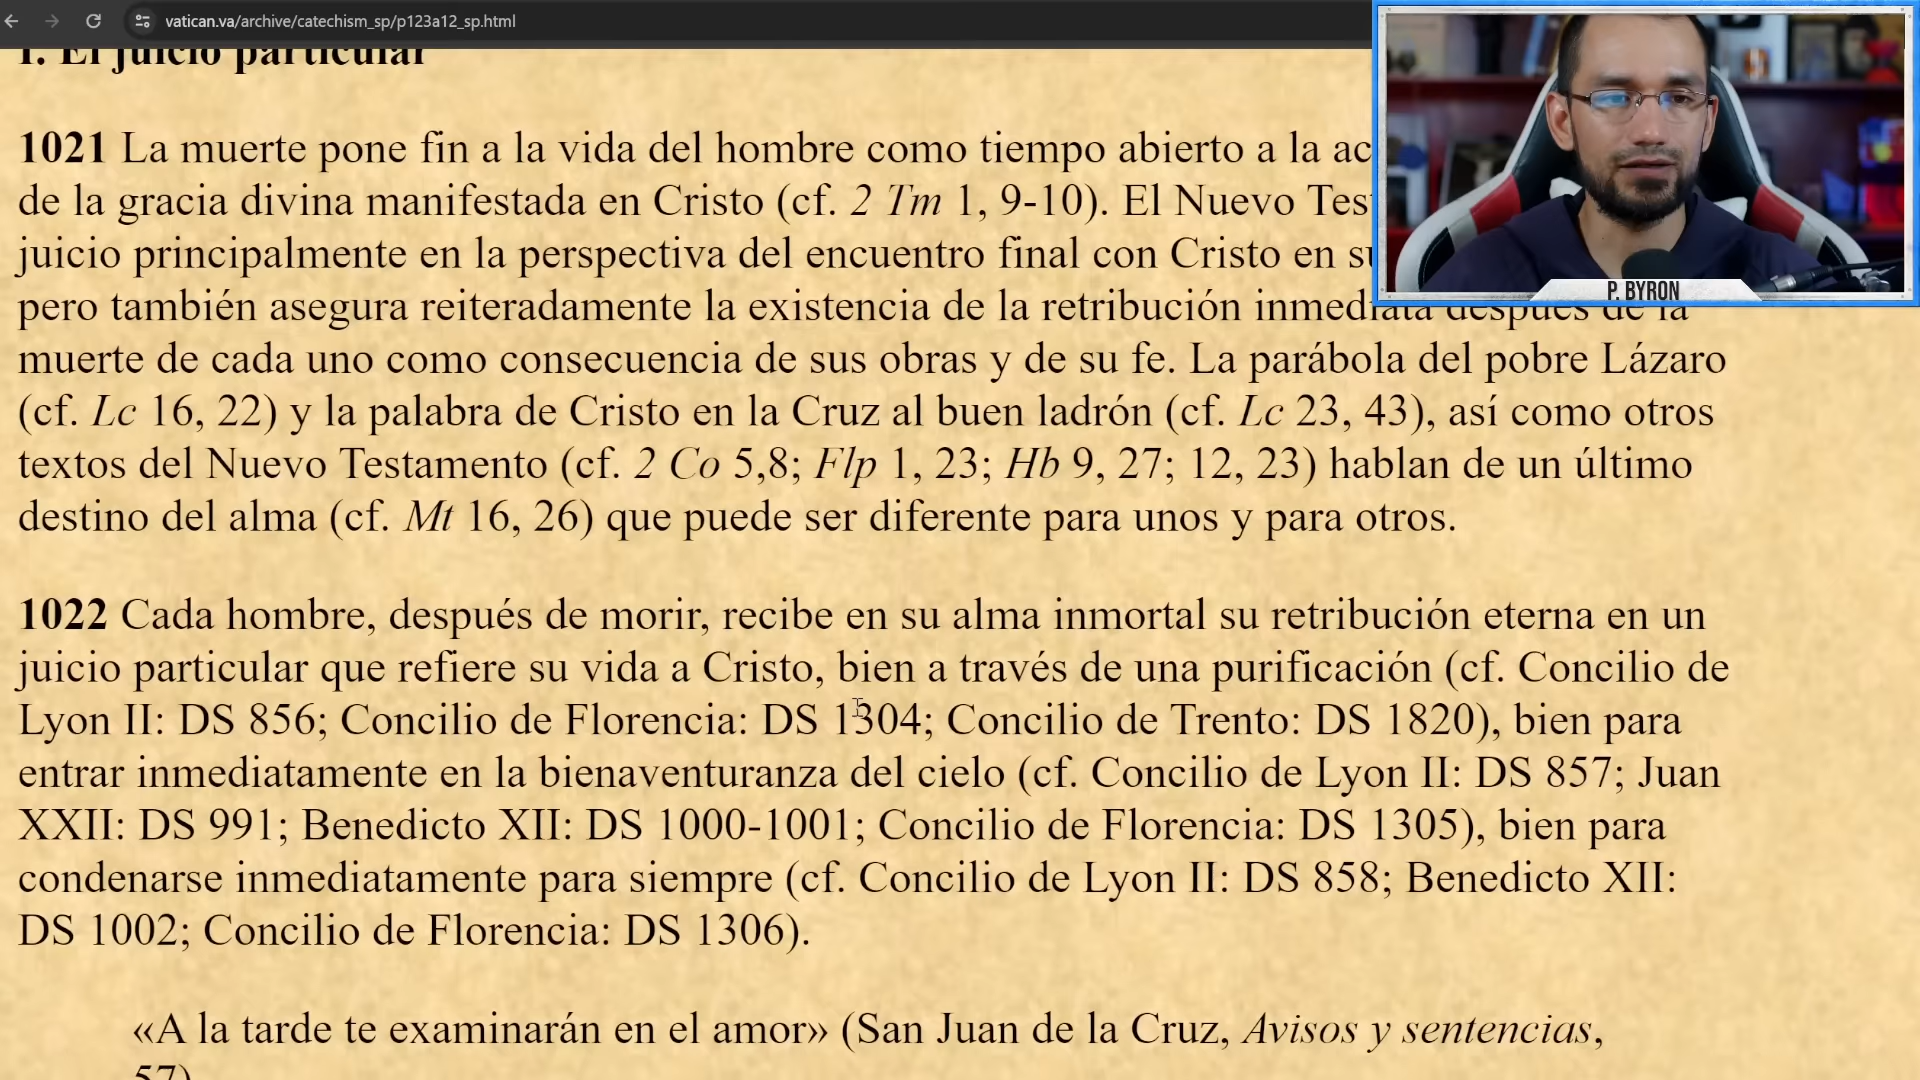 vatican.va/archive/catechism_sp/p123a12_sp.html
I. El juicio particular
1021 La muerte pone fin a la vida del hombre como tiempo abierto a la ac
de la gracia divina manifestada en Cristo (cf. 2 Tm 1, 9-10). El Nuevo Tes
juicio principalmente en la perspectiva del encuentro final con Cristo en su
pero también asegura reiteradamente la existencia de la retribución inmediata después de la
muerte de cada uno como consecuencia de sus obras y de su fe. La parábola del pobre Lázaro
(cf. Lc 16, 22) y la palabra de Cristo en la Cruz al buen ladrón (cf. Lc 23, 43), así como otros
textos del Nuevo Testamento (cf. 2 Co 5,8; Flp 1, 23; Hb 9, 27; 12, 23) hablan de un último
destino del alma (cf. Mt 16, 26) que puede ser diferente para unos y para otros.
1022 Cada hombre, después de morir, recibe en su alma inmortal su retribución eterna en un
juicio particular que refiere su vida a Cristo, bien a través de una purificación (cf. Concilio de
Lyon II: DS 856; Concilio de Florencia: DS 1304; Concilio de Trento: DS 1820), bien para
entrar inmediatamente en la bienaventuranza del cielo (cf. Concilio de Lyon II: DS 857; Juan
XXII: DS 991; Benedicto XII: DS 1000-1001; Concilio de Florencia: DS 1305), bien para
condenarse inmediatamente para siempre (cf. Concilio de Lyon II: DS 858; Benedicto XII:
DS 1002; Concilio de Florencia: DS 1306).
«A la tarde te examinarán en el amor» (San Juan de la Cruz, Avisos y sentencias,
57)
P. BYRON